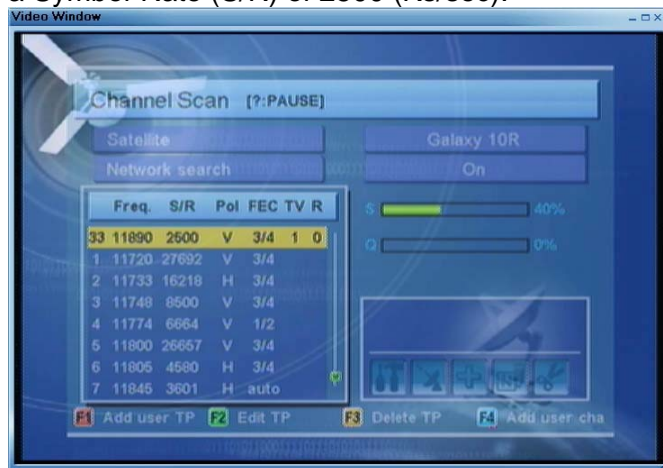 a Symbol Rate (S/R) of 2500 (Ks/sec).
Video Window
Channel Scan [?:PAUSE]
Satellite Galaxy 10R
Network search On
Freq. S/R Pol FEC TV R
33 11890 2500 V 3/4 1 0
1 11720 27692 V 3/4
2 11733 16218 H 3/4
3 11748 8500 V 3/4
4 11774 6664 V 1/2
5 11800 26657 V 3/4
6 11805 4580 H 3/4
7 11845 3601 H auto
S 40%
Q 0%
F1 Add user TP F2 Edit TP F3 Delete TP F4 Add user cha